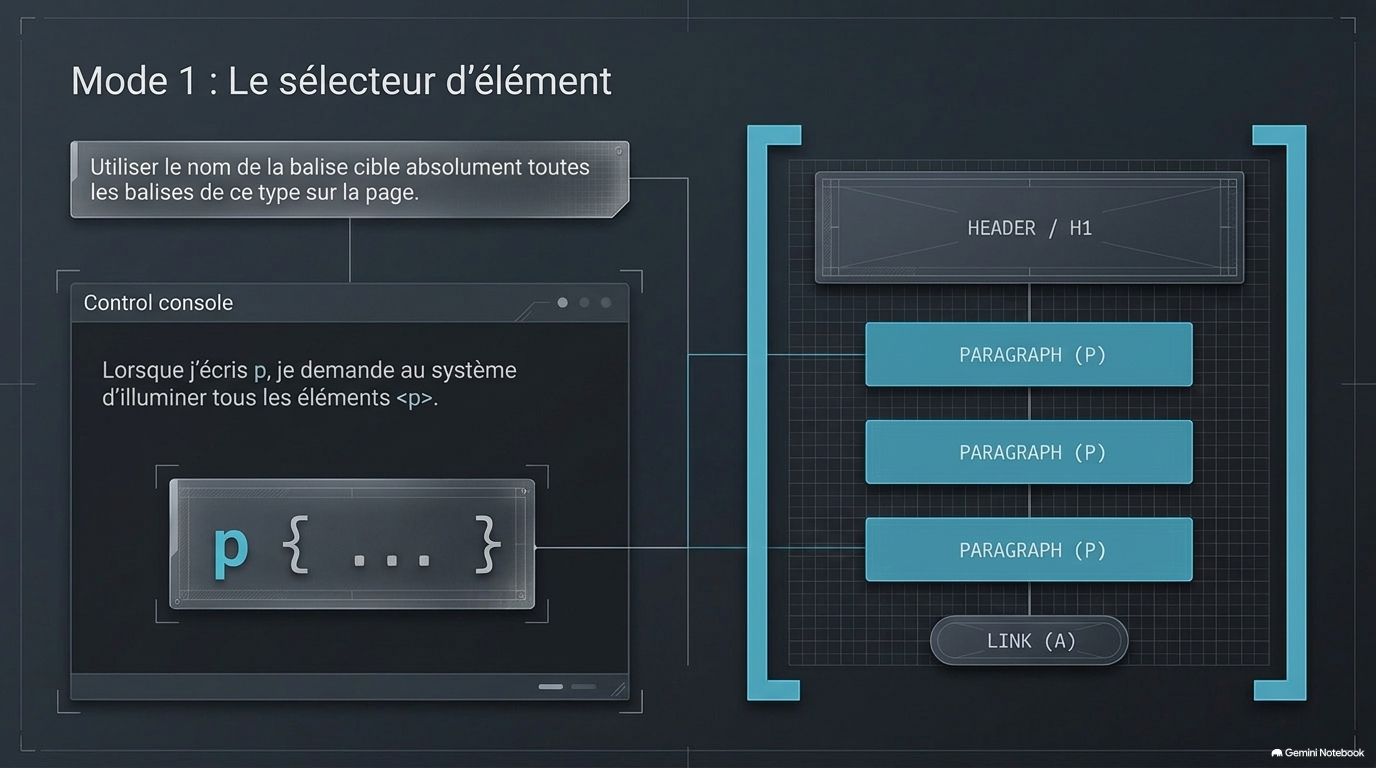 Mode 1 : Le sélecteur d’élément
Utiliser le nom de la balise cible absolument toutes
les balises de ce type sur la page.
Control console
Lorsque j’écris p, je demande au système
d’illuminer tous les éléments <p>.
p { ... }
HEADER / H1
PARAGRAPH (P)
PARAGRAPH (P)
PARAGRAPH (P)
LINK (A)
Gemini Notebook